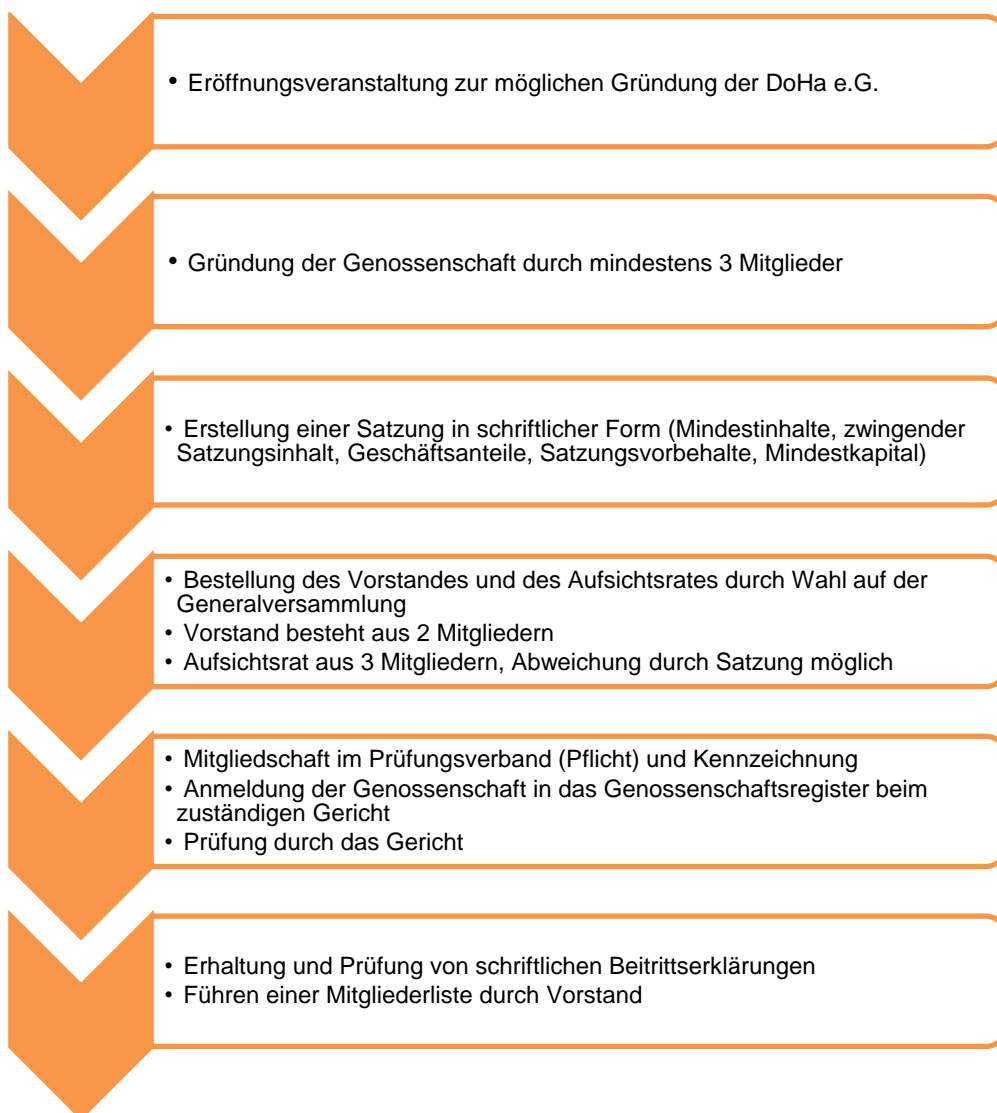 • Eröffnungsveranstaltung zur möglichen Gründung der DoHa e.G.
• Gründung der Genossenschaft durch mindestens 3 Mitglieder
• Erstellung einer Satzung in schriftlicher Form (Mindestinhalte, zwingender
Satzungsinhalt, Geschäftsanteile, Satzungsvorbehalte, Mindestkapital)
• Bestellung des Vorstandes und des Aufsichtsrates durch Wahl auf der
Generalversammlung
• Vorstand besteht aus 2 Mitgliedern
• Aufsichtsrat aus 3 Mitgliedern, Abweichung durch Satzung möglich
• Mitgliedschaft im Prüfungsverband (Pflicht) und Kennzeichnung
• Anmeldung der Genossenschaft in das Genossenschaftsregister beim
zuständigen Gericht
• Prüfung durch das Gericht
• Erhaltung und Prüfung von schriftlichen Beitrittserklärungen
• Führen einer Mitgliederliste durch Vorstand